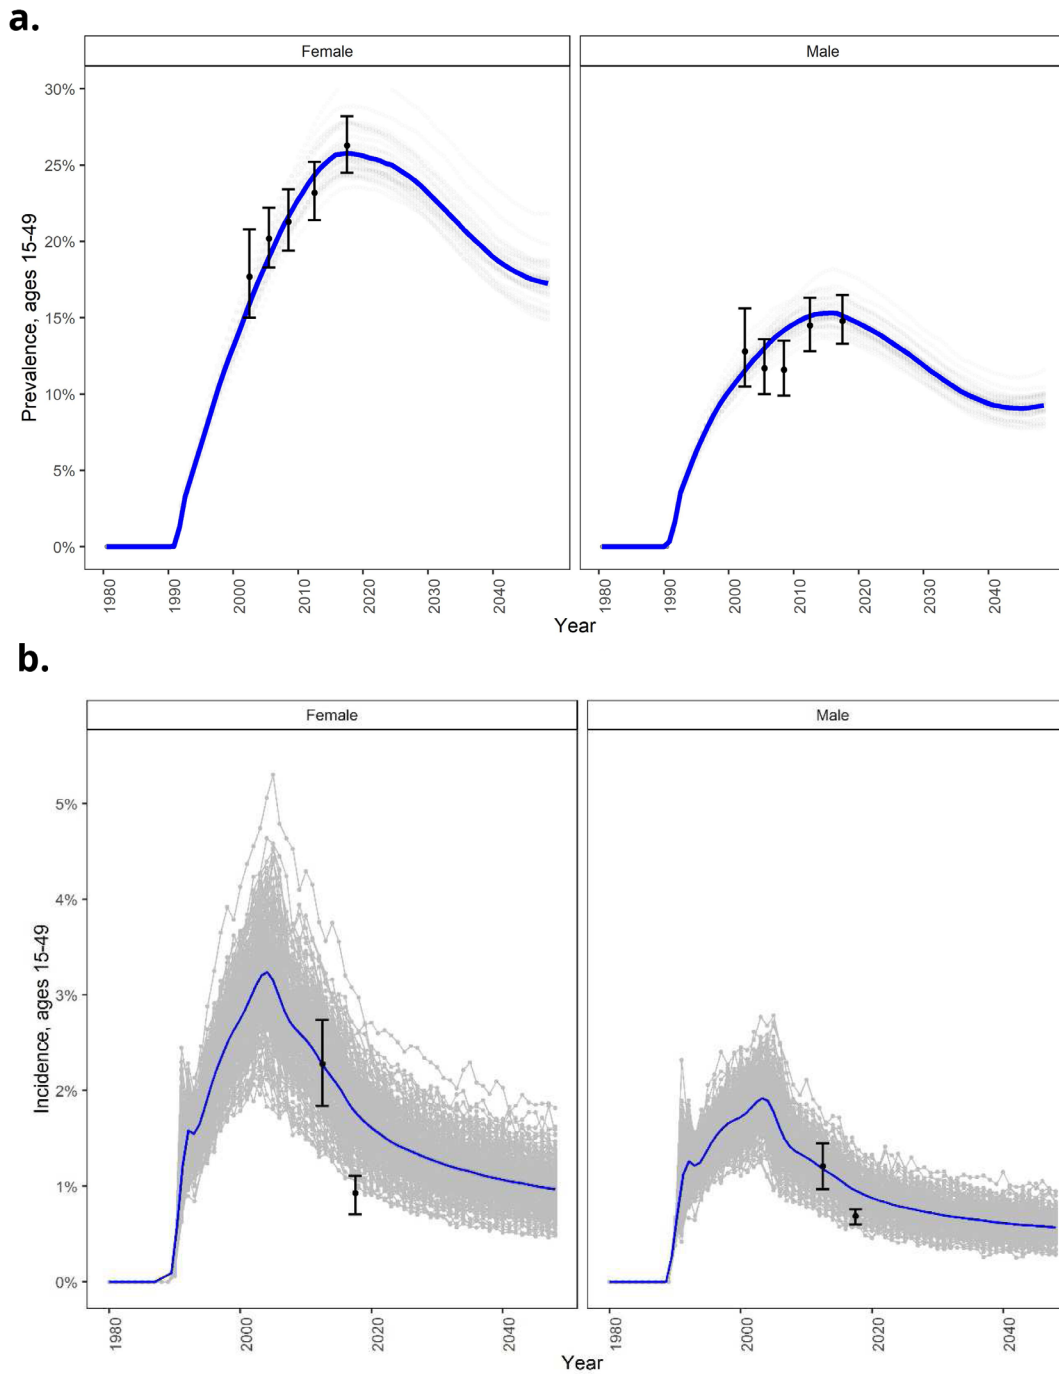 a.
Female Male
Prevalence, ages 15-49
30%
25%
20%
15%
10%
5%
0%
1980 1990 2000 2010 2020 2030 2040 1980 1990 2000 2010 2020 2030 2040
Year
b.
Female Male
Incidence, ages 15-49
5%
4%
3%
2%
1%
0%
1980 2000 2020 2040 1980 2000 2020 2040
Year